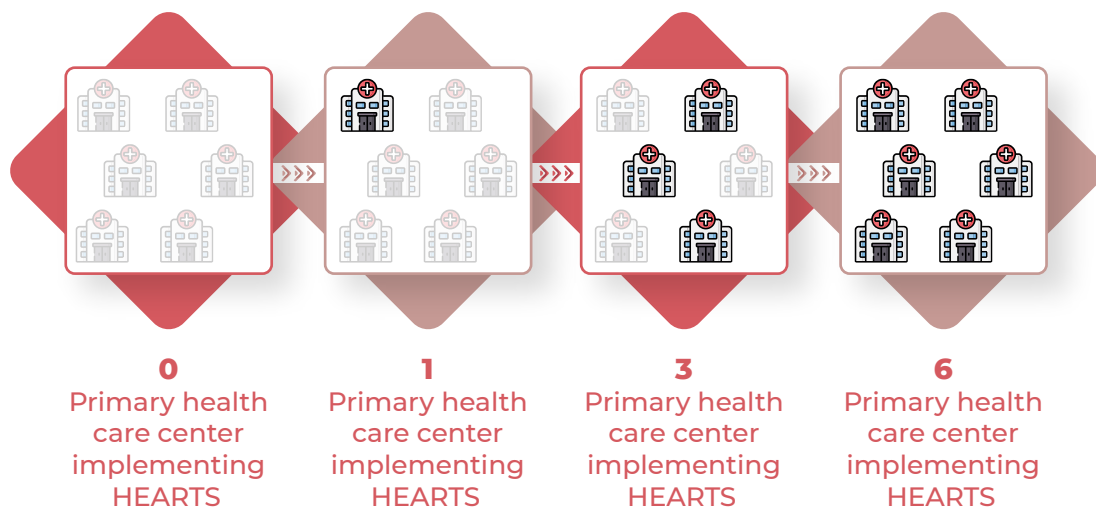 0
Primary health
care center
implementing
HEARTS
1
Primary health
care center
implementing
HEARTS
3
Primary health
care center
implementing
HEARTS
6
Primary health
care center
implementing
HEARTS